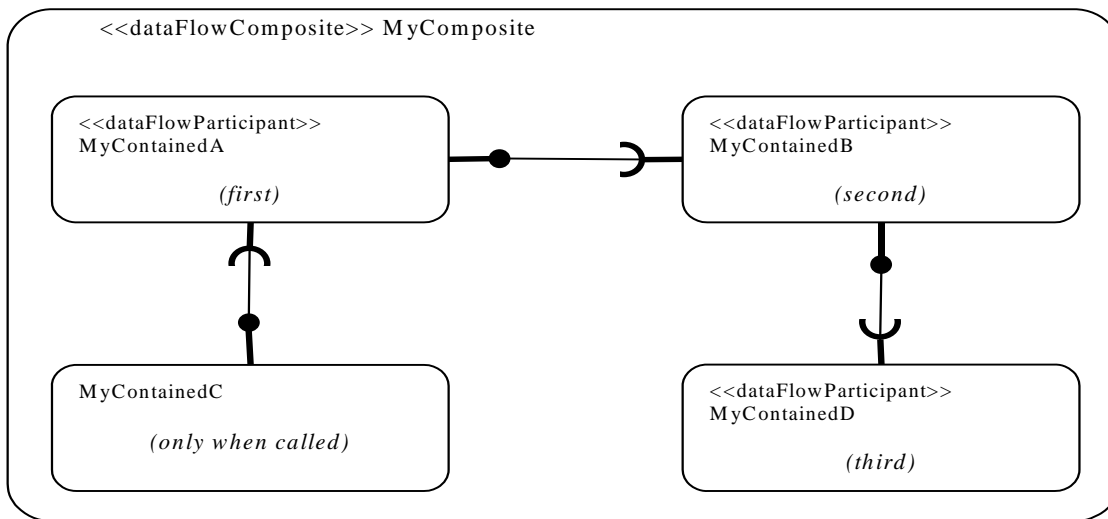 <<dataFlowComposite>> MyComposite
<<dataFlowParticipant>>
MyContainedA
(first)
<<dataFlowParticipant>>
MyContainedB
(second)
MyContainedC
(only when called)
<<dataFlowParticipant>>
MyContainedD
(third)